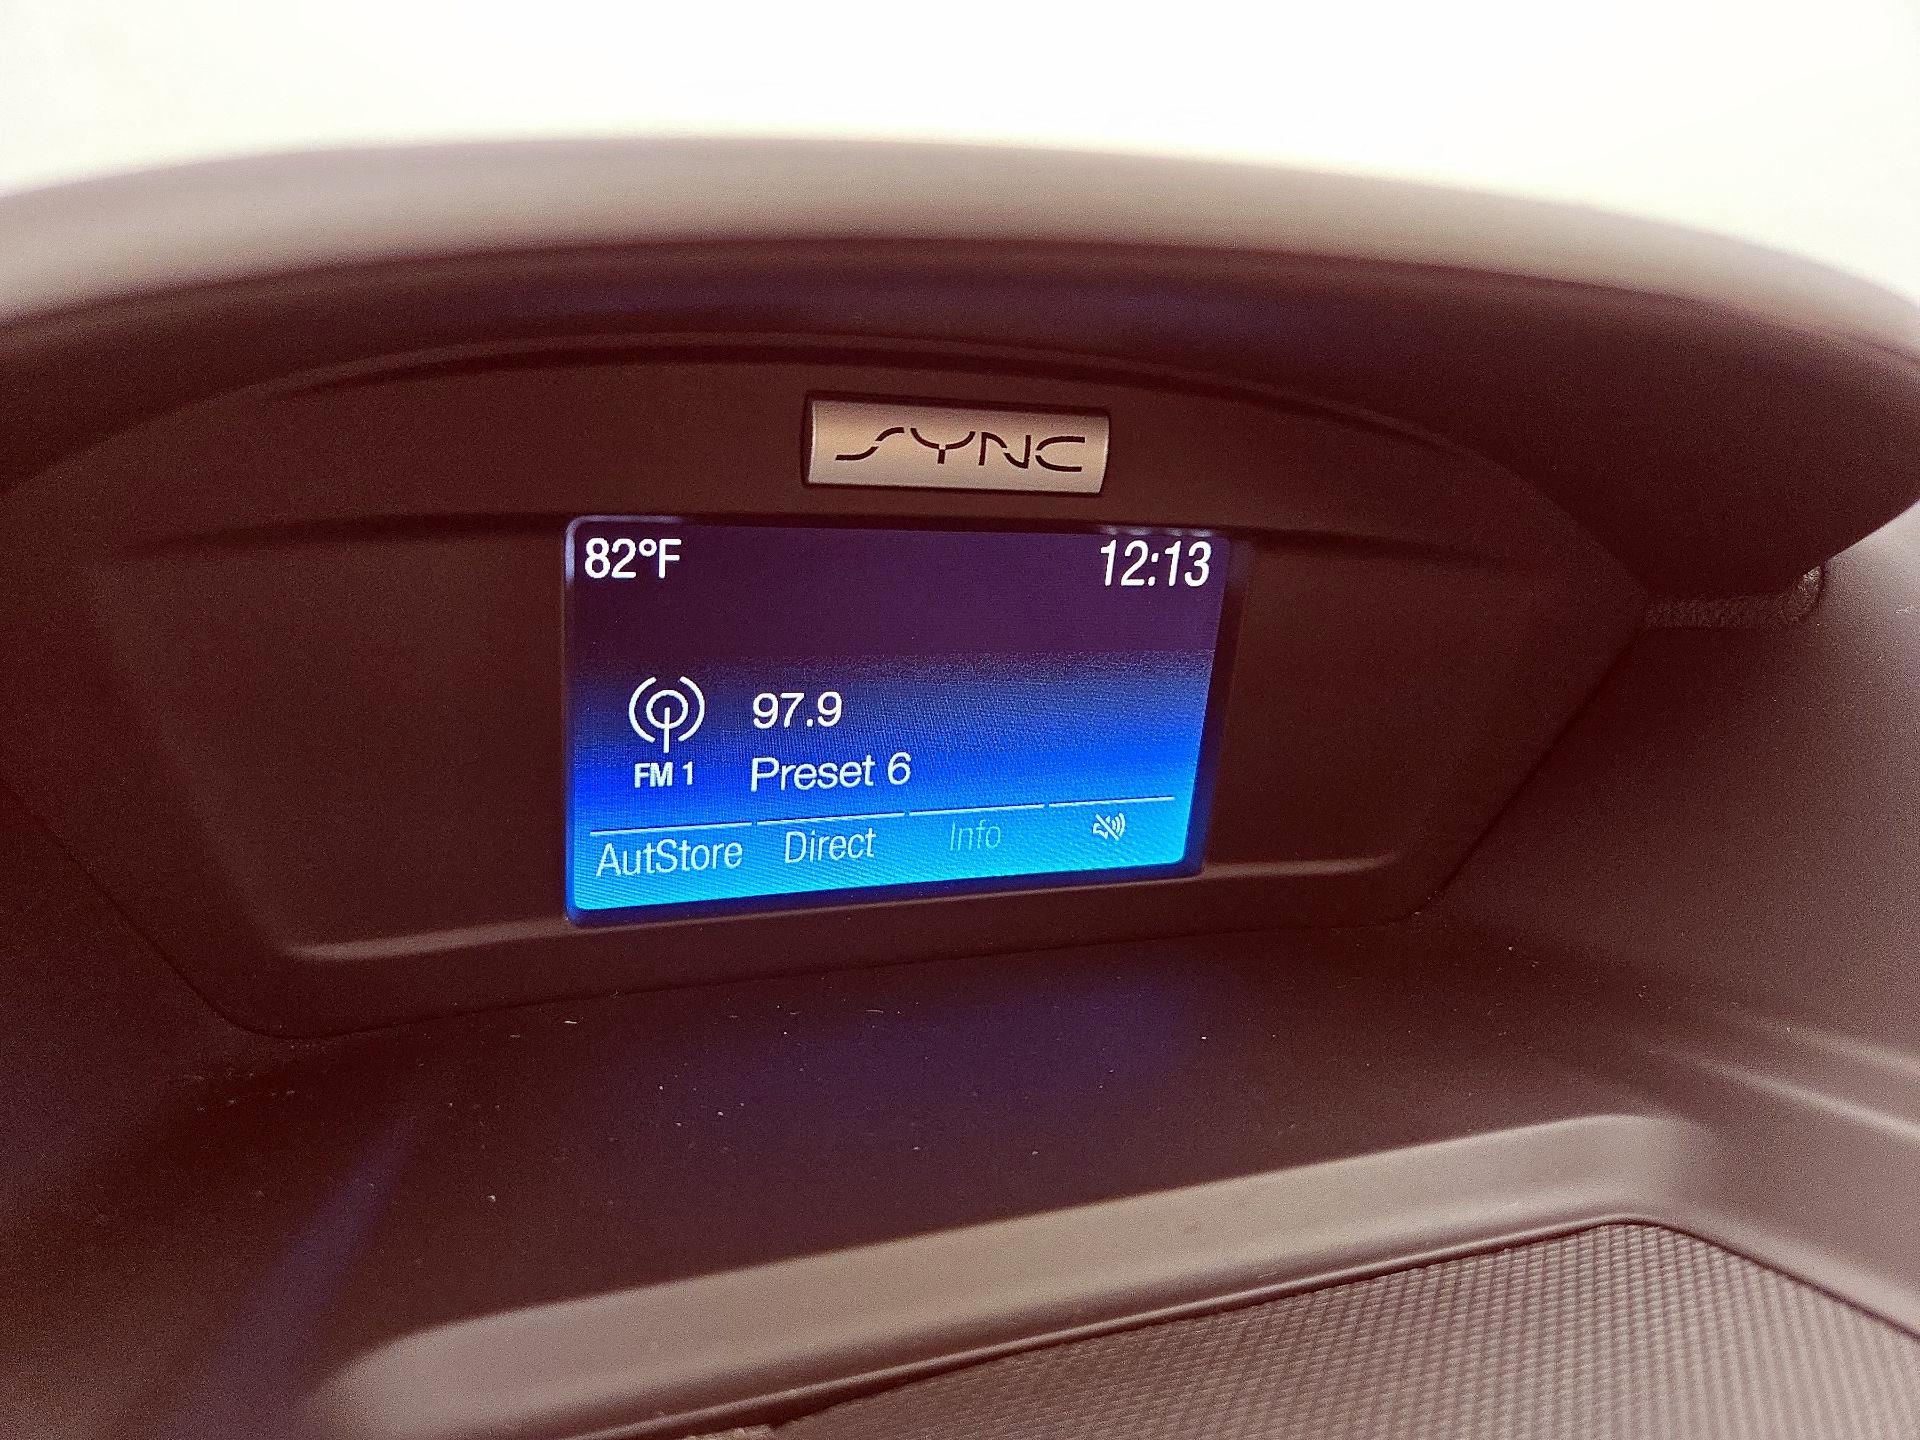 SYNC
82°F 12:13
97.9
FM 1 Preset 6
AutStore Direct Info